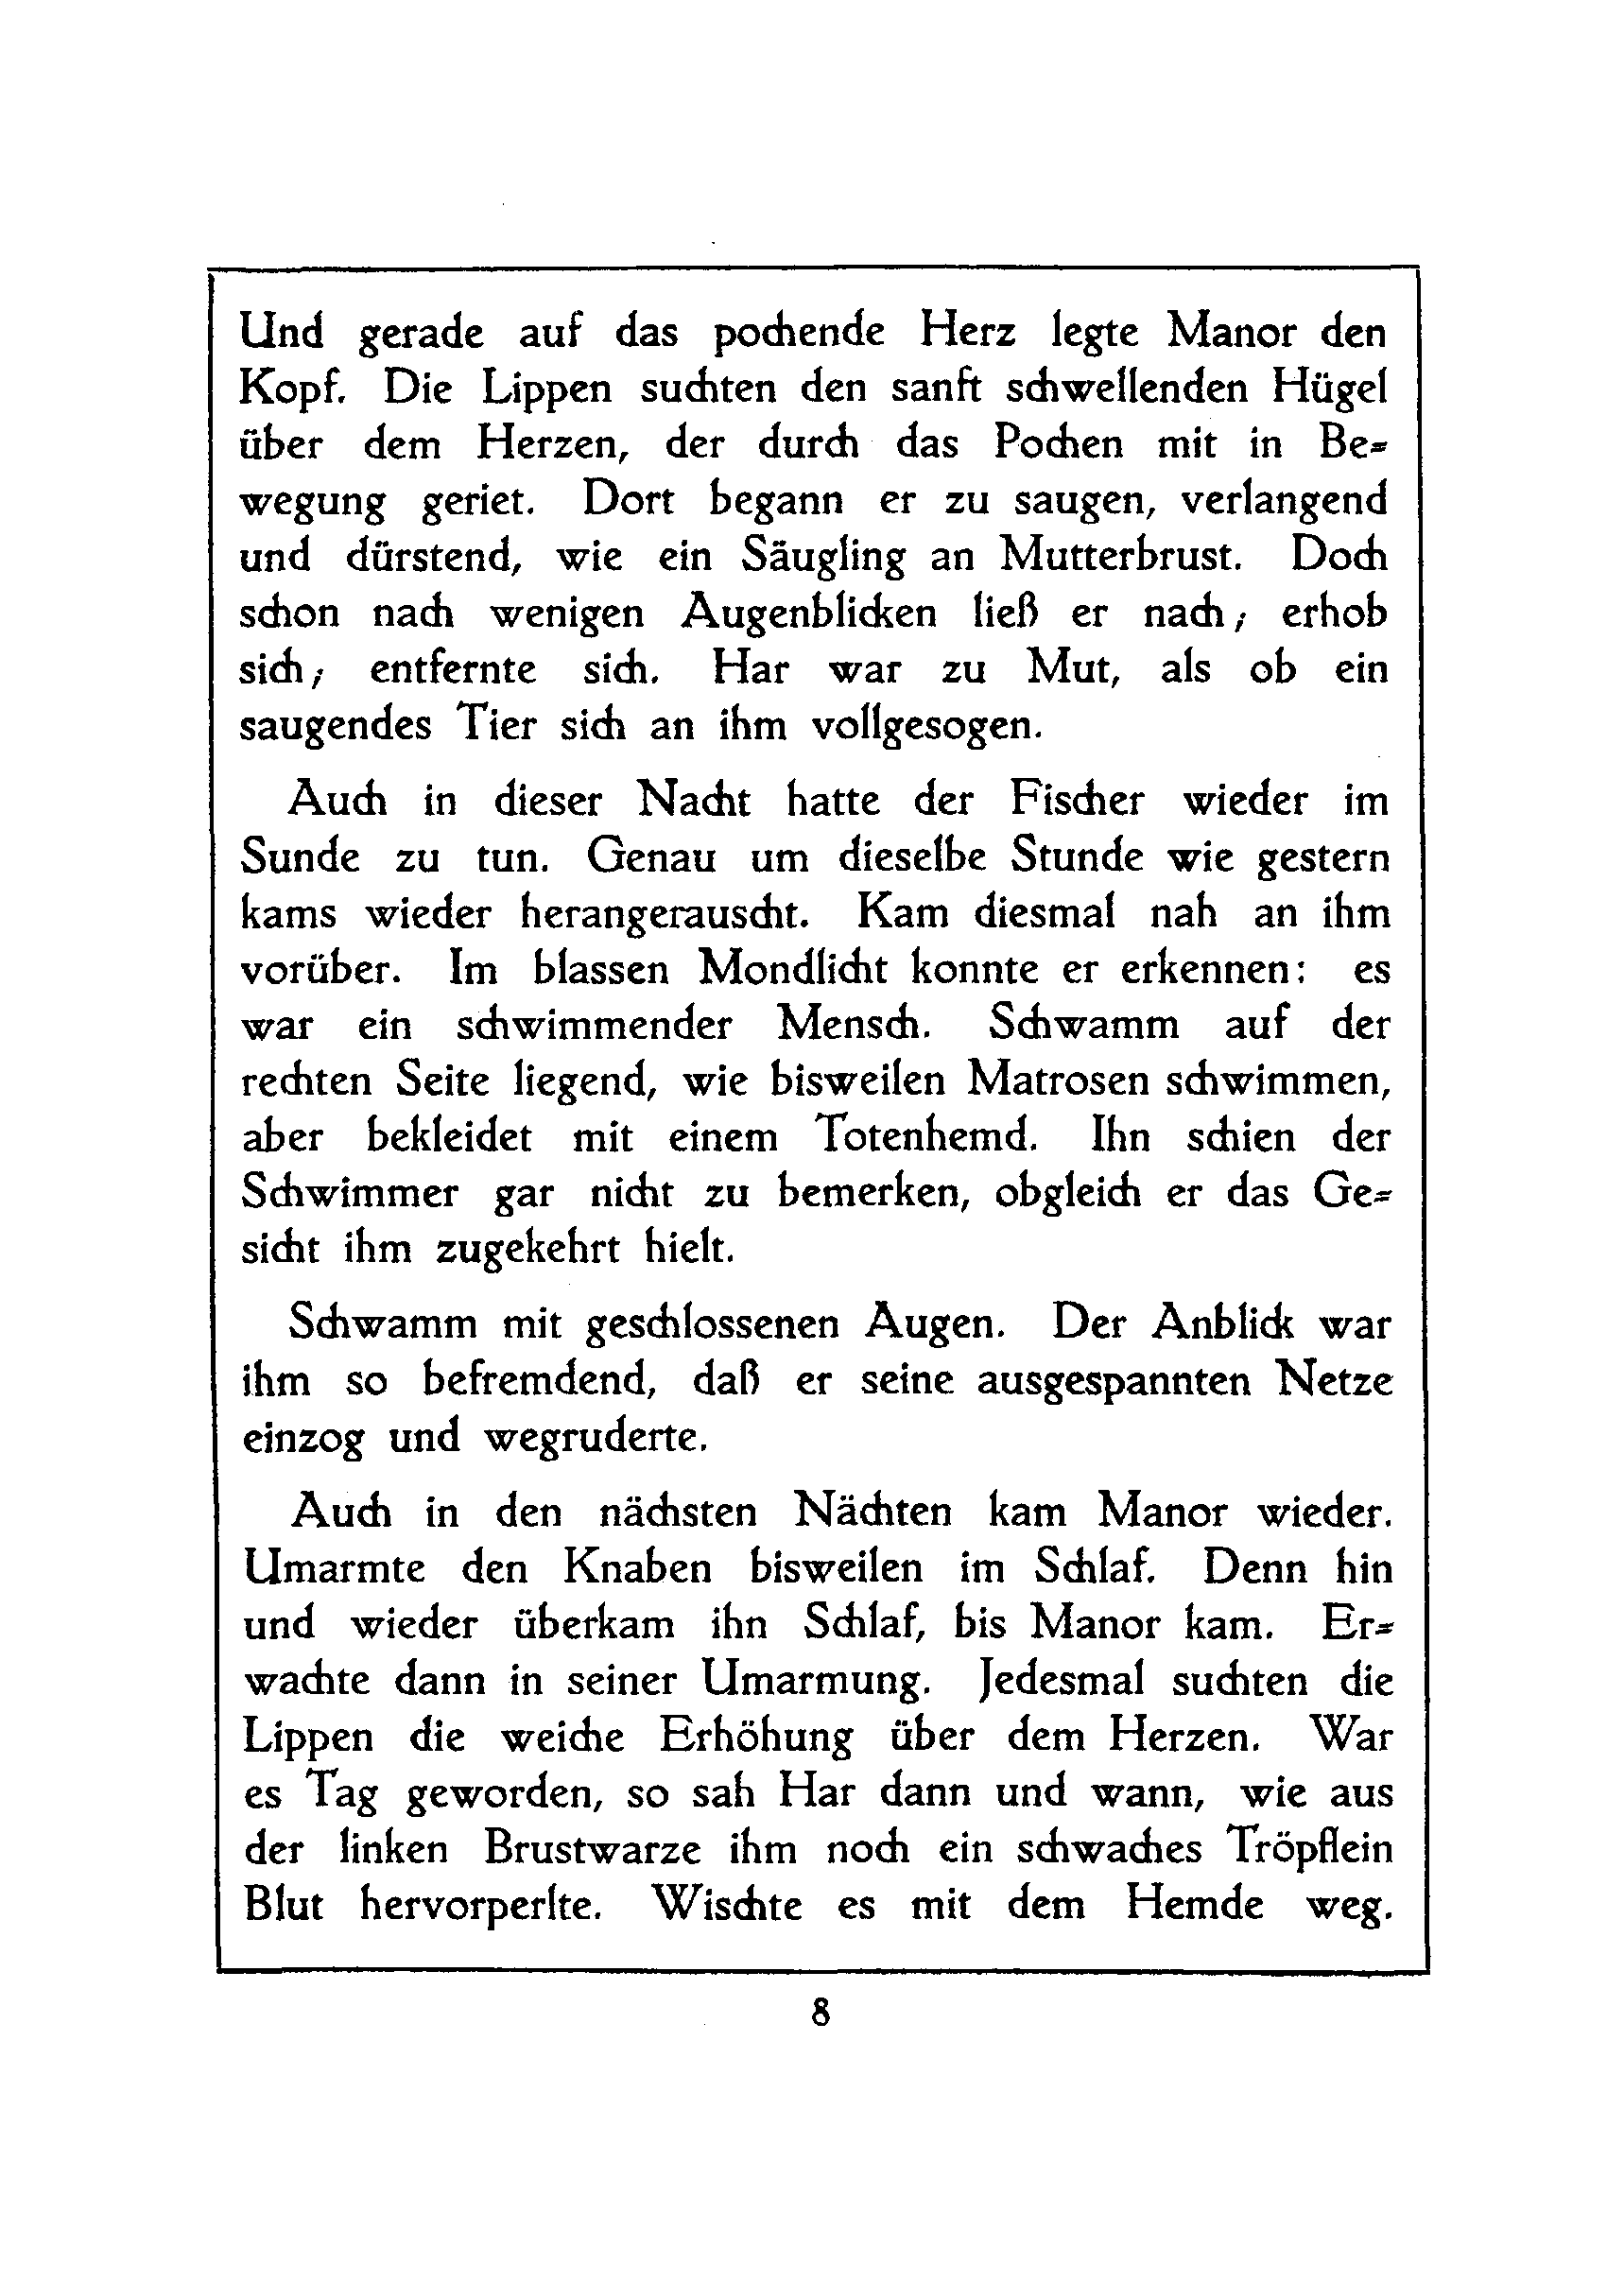 Und gerade auf das pochende Herz legte Manor den
Kopf. Die Lippen suchten den sanft schwellenden Hügel
über dem Herzen, der durch das Pochen mit in Be-
wegung geriet. Dort begann er zu saugen, verlangend
und dürstend, wie ein Säugling an Mutterbrust. Doch
schon nach wenigen Augenblicken ließ er nach; erhob
sich; entfernte sich. Har war zu Mut, als ob ein
saugendes Tier sich an ihm vollgesogen.
Auch in dieser Nacht hatte der Fischer wieder im
Sunde zu tun. Genau um dieselbe Stunde wie gestern
kams wieder herangerauscht. Kam diesmal nah an ihm
vorüber. Im blassen Mondlicht konnte er erkennen: es
war ein schwimmender Mensch. Schwamm auf der
rechten Seite liegend, wie bisweilen Matrosen schwimmen,
aber bekleidet mit einem Totenhemd. Ihn schien der
Schwimmer gar nicht zu bemerken, obgleich er das Ge-
sicht ihm zugekehrt hielt.
Schwamm mit geschlossenen Augen. Der Anblick war
ihm so befremdend, daß er seine ausgespannten Netze
einzog und wegruderte.
Auch in den nächsten Nächten kam Manor wieder.
Umarmte den Knaben bisweilen im Schlaf. Denn hin
und wieder überkam ihn Schlaf, bis Manor kam. Er-
wachte dann in seiner Umarmung. Jedesmal suchten die
Lippen die weiche Erhöhung über dem Herzen. War
es Tag geworden, so sah Har dann und wann, wie aus
der linken Brustwarze ihm noch ein schwaches Tröpflein
Blut hervorperlte. Wischte es mit dem Hemde weg.
8